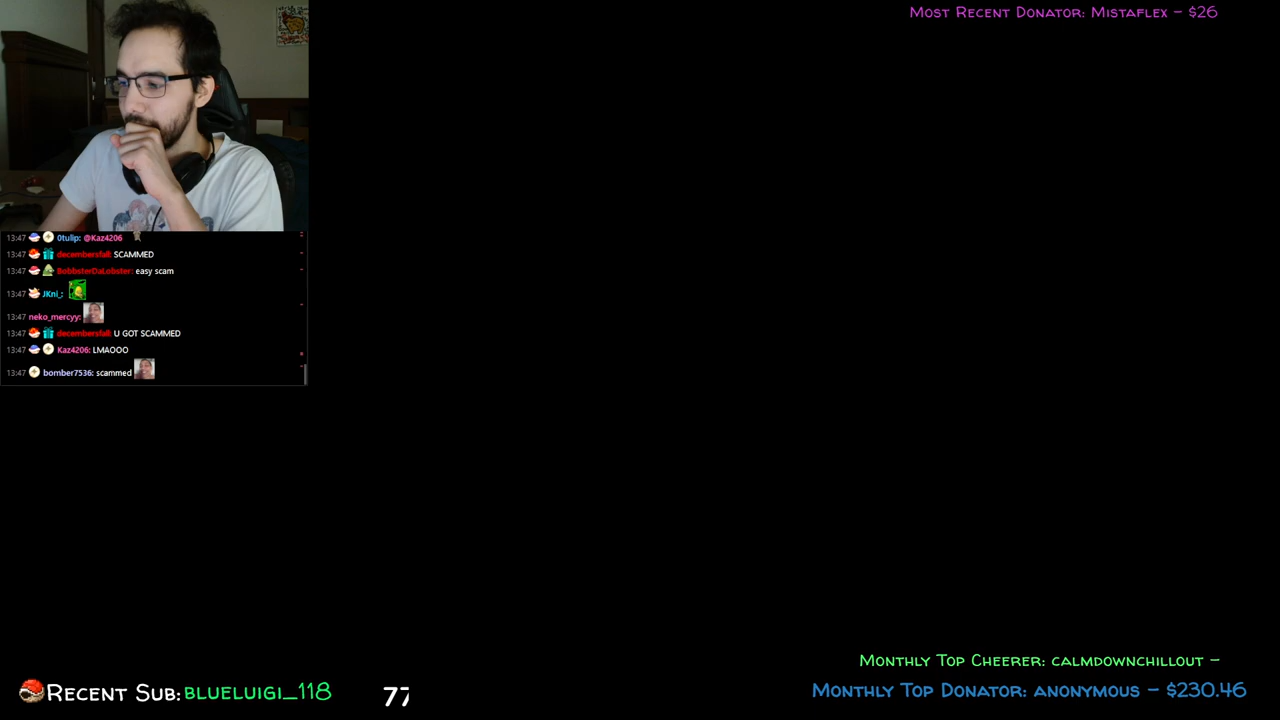 Most Recent Donator: Mistaflex - $26
13:47 0tulip: @Kaz4206
13:47 decembersfall: SCAMMED
13:47 BobbsterDaLobster: easy scam
13:47 JKni_:
13:47 neko_mercyy:
13:47 decembersfall: U GOT SCAMMED
13:47 Kaz4206: LMAOOO
13:47 bomber7536: scammed
Monthly Top Cheerer: calmdownchillout -
Recent Sub: blueluigi_118
77
Monthly Top Donator: anonymous - $230.46